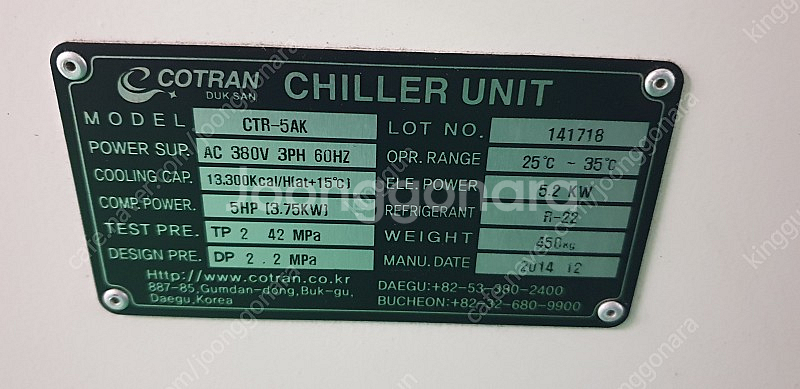 COTRAN DUK SAN CHILLER UNIT
MODEL CTR-5AK LOT NO. 141718
POWER SUP. AC 380V 3PH 60HZ OPR. RANGE 25℃ ~ 35℃
COOLING CAP. 13.300Kcal/H(at+15℃) ELE. POWER 5.2 KW
COMP. POWER. 5HP (3.75KW) REFRIGERANT R-22
TEST PRE. TP 2 42 MPa WEIGHT 450KG
DESIGN PRE. DP 2.2 MPa MANU. DATE 2014 12
Http://www.cotran.co.kr DAEGU:+82-53-380-2400
887-85,Gumdan-dong,Buk-gu, BUCHEON:+82-32-680-9900
Daegu,Korea
joonggonara